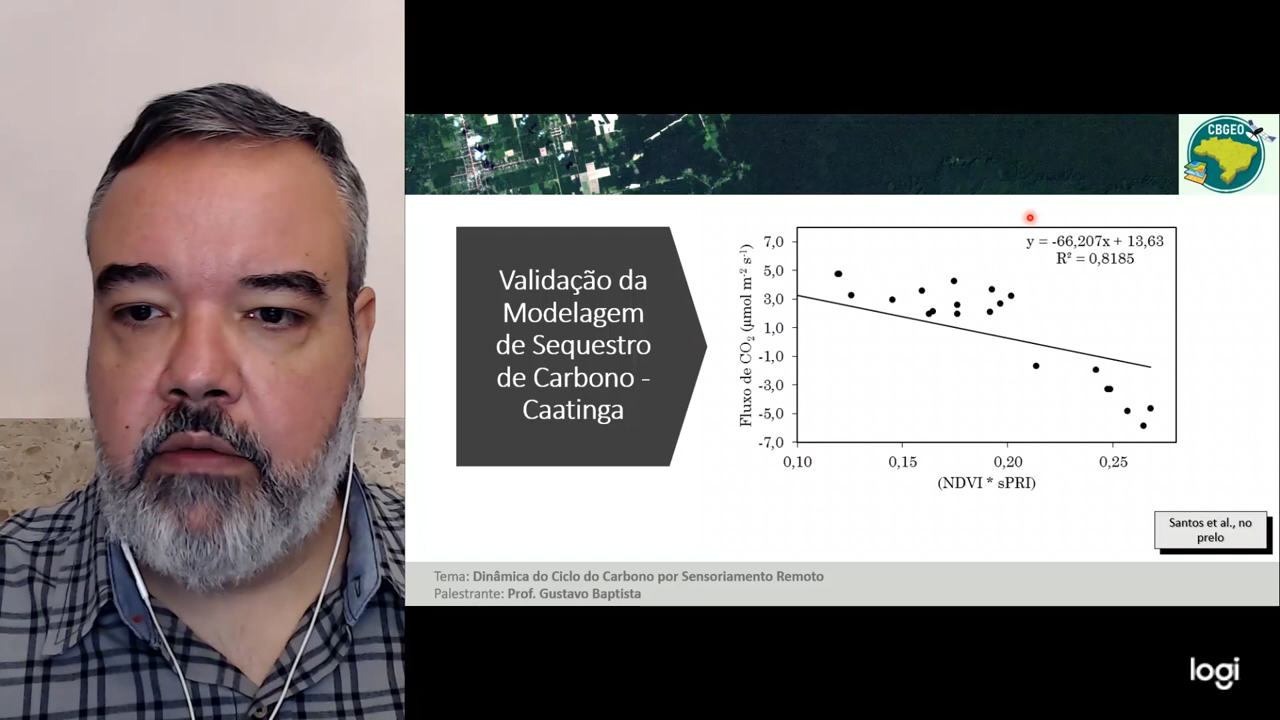 CBGEO
Validação da
Modelagem
de Sequestro
de Carbono -
Caatinga
y = -66,207x + 13,63
R² = 0,8185
Fluxo de CO₂ (µmol m⁻² s⁻¹)
7,0
5,0
3,0
1,0
-1,0
-3,0
-5,0
-7,0
0,10 0,15 0,20 0,25
(NDVI * sPRI)
Santos et al., no
prelo
Tema: Dinâmica do Ciclo do Carbono por Sensoriamento Remoto
Palestrante: Prof. Gustavo Baptista
logi